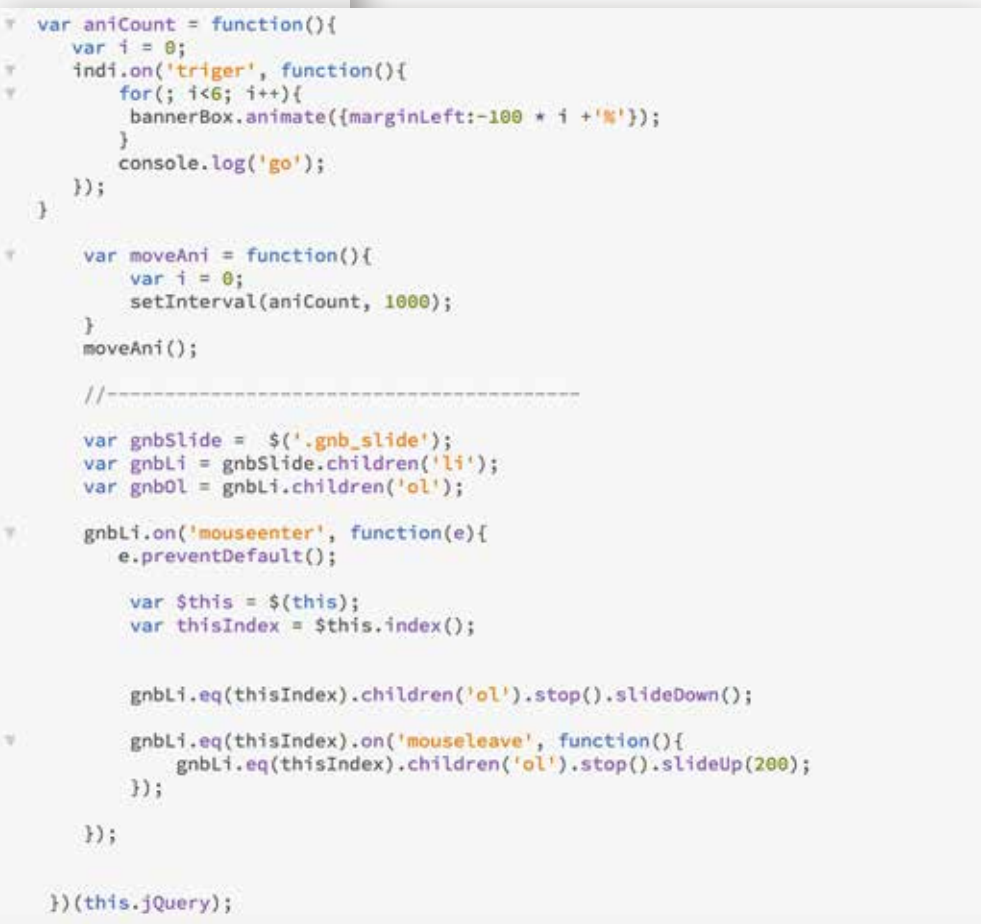 var aniCount = function(){
var i = 0;
indi.on('triger', function(){
for(; i<6; i++){
bannerBox.animate({marginLeft:-100 * i +'%'});
}
console.log('go');
});
}
var moveAni = function(){
var i = 0;
setInterval(aniCount, 1000);
}
moveAni();
//-----------------------------------------
var gnbSlide =  $('.gnb_slide');
var gnbLi = gnbSlide.children('li');
var gnbOl = gnbLi.children('ol');
gnbLi.on('mouseenter', function(e){
e.preventDefault();
var $this = $(this);
var thisIndex = $this.index();
gnbLi.eq(thisIndex).children('ol').stop().slideDown();
gnbLi.eq(thisIndex).on('mouseleave', function(){
gnbLi.eq(thisIndex).children('ol').stop().slideUp(200);
});
});
})(this.jQuery);